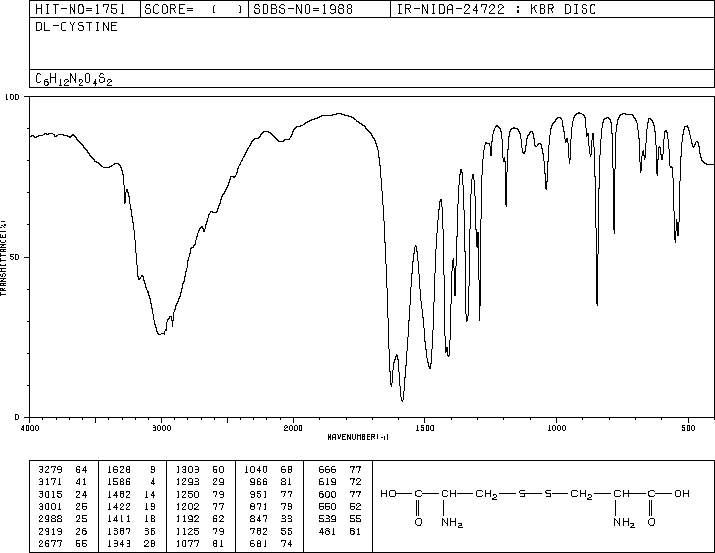 HIT-NO=1751 SCORE= ( ) SDBS-NO=1988 IR-NIDA-24722 : KBR DISC
DL-CYSTINE
C6H12N2O4S2
100
50
0
TRANSMITTANCE(%)
4000 3000 2000 1500 1000 500
WAVENUMBER(-1)
3279 64 1628 9 1303 50 1040 68 666 77
3171 41 1586 4 1293 29 966 81 619 72
3015 24 1482 14 1250 79 951 77 600 77
3001 25 1422 19 1202 77 871 79 550 52
2988 25 1411 18 1192 62 847 33 539 55
2919 26 1387 36 1125 79 782 55 481 81
2677 55 1343 28 1077 81 681 74
HO C CH CH2 S S CH2 CH C OH
O NH2 NH2 O